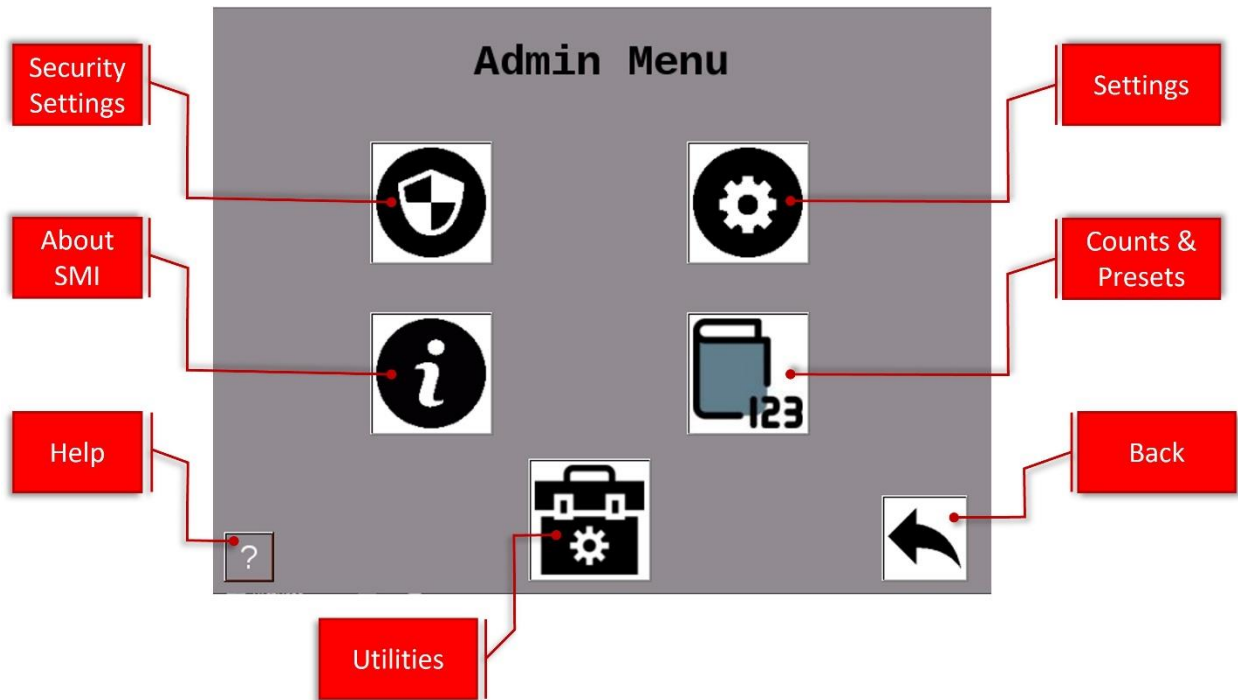 Admin Menu
Security
Settings
Settings
About
SMI
Counts &
Presets
123
Help
Back
?
Utilities